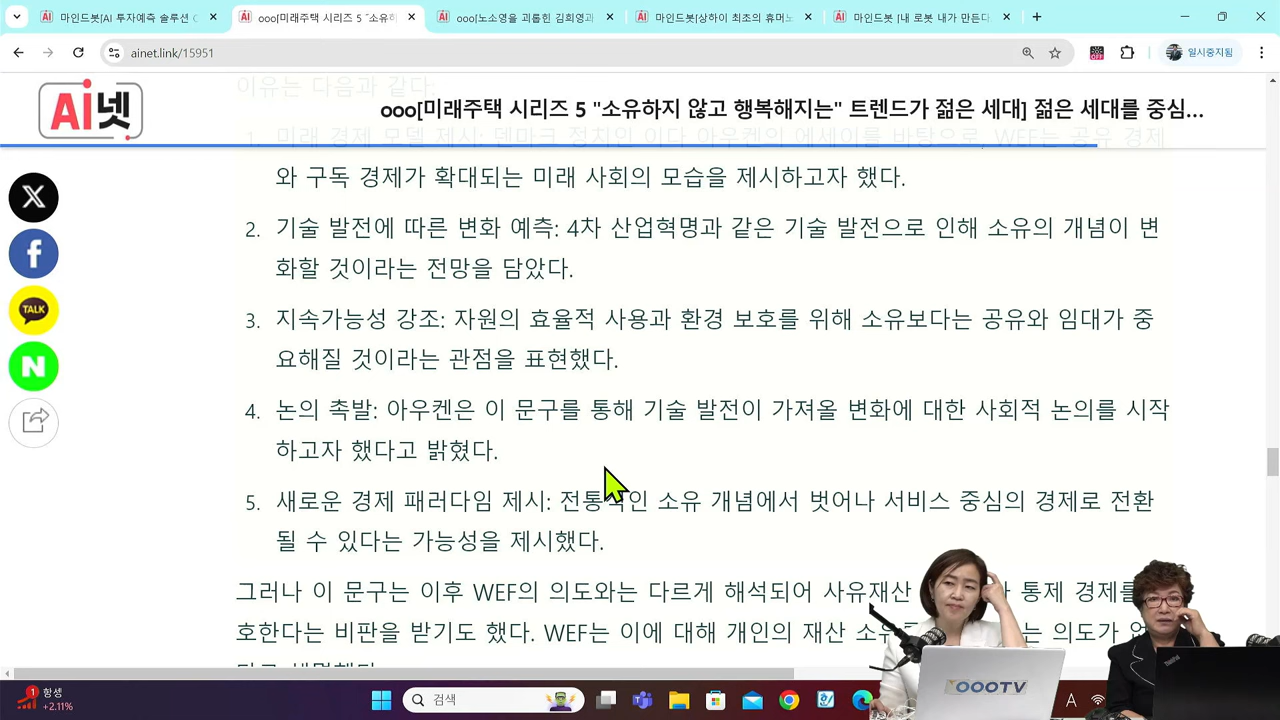 마인드봇[AI 투자예측 솔루션 C
ooo[미래주택 시리즈 5 "소유하
ooo[노소영을 괴롭힌 김희영과
마인드봇[상하이 최초의 휴머노
마인드봇 [내 로봇 내가 만든다
ainet.link/15951
OFF
일시중지됨
이유는 다음과 같다:
Ai넷
ooo[미래주택 시리즈 5 "소유하지 않고 행복해지는" 트렌드가 젊은 세대] 젊은 세대를 중심...
1. 미래 경제 모델 제시: 덴마크 정치인 이다 아우켄의 에세이를 바탕으로, WEF는 공유 경제
와 구독 경제가 확대되는 미래 사회의 모습을 제시하고자 했다.
2. 기술 발전에 따른 변화 예측: 4차 산업혁명과 같은 기술 발전으로 인해 소유의 개념이 변
화할 것이라는 전망을 담았다.
3. 지속가능성 강조: 자원의 효율적 사용과 환경 보호를 위해 소유보다는 공유와 임대가 중
요해질 것이라는 관점을 표현했다.
4. 논의 촉발: 아우켄은 이 문구를 통해 기술 발전이 가져올 변화에 대한 사회적 논의를 시작
하고자 했다고 밝혔다.
5. 새로운 경제 패러다임 제시: 전통적인 소유 개념에서 벗어나 서비스 중심의 경제로 전환
될 수 있다는 가능성을 제시했다.
그러나 이 문구는 이후 WEF의 의도와는 다르게 해석되어 사유재산 통제 경제를
호한다는 비판을 받기도 했다. WEF는 이에 대해 개인의 재산 소유 는 의도가
X
f
TALK
N
1
항셍
+2.11%
검색
A
OOOTV
ThinkPad